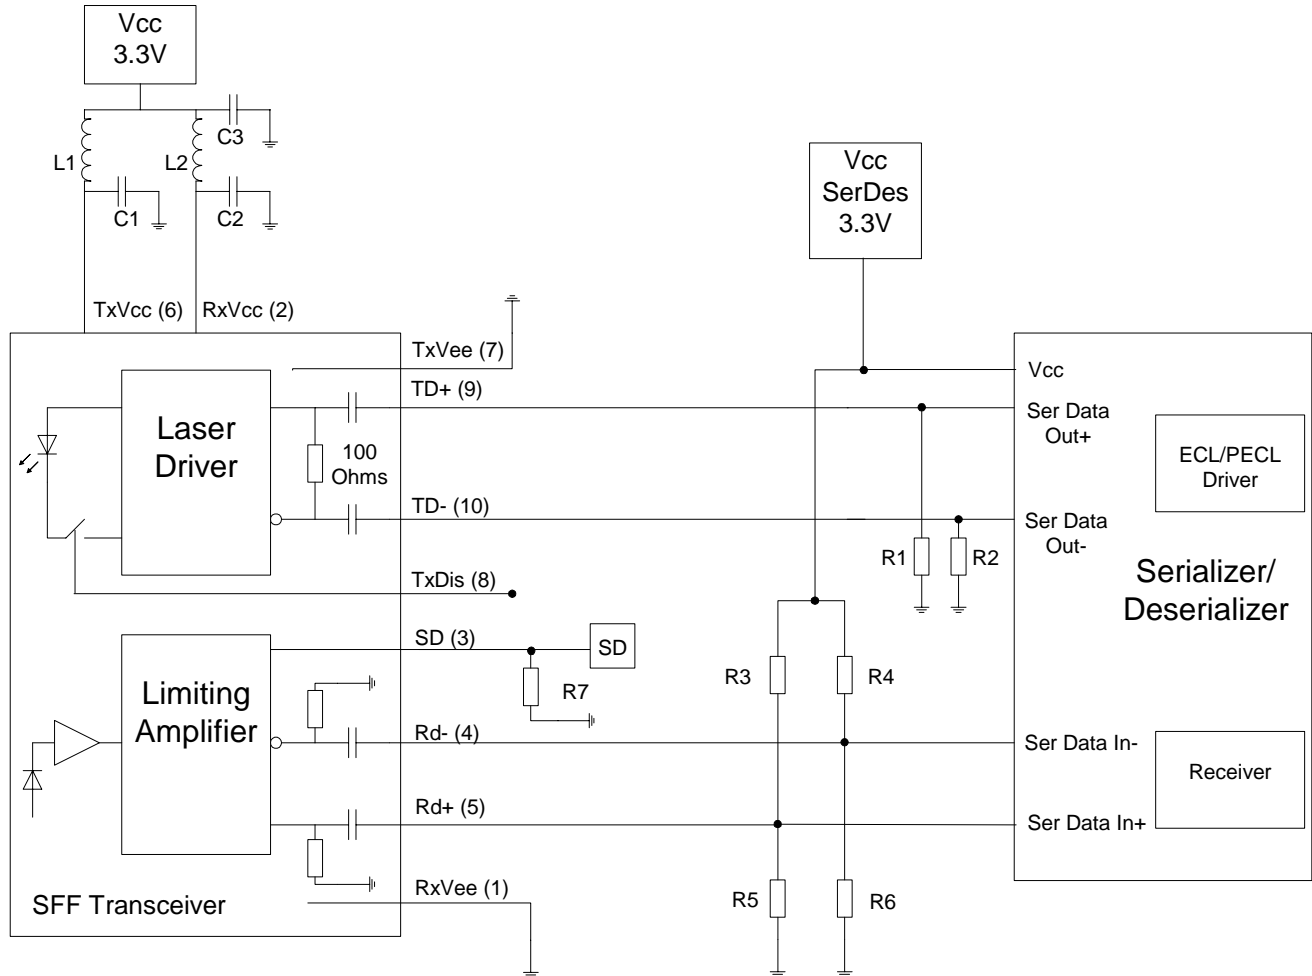 Vcc
3.3V
C3
L1
L2
C1
C2
Vcc
SerDes
3.3V
TxVcc (6)
RxVcc (2)
TxVee (7)
Vcc
TD+ (9)
Ser Data
Out+
Laser
Driver
100
Ohms
ECL/PECL
Driver
TD- (10)
Ser Data
Out-
R1
R2
Serializer/
Deserializer
TxDis (8)
SD (3)
SD
R3
R4
R7
Limiting
Amplifier
Rd- (4)
Ser Data In-
Receiver
Rd+ (5)
Ser Data In+
RxVee (1)
R5
R6
SFF Transceiver